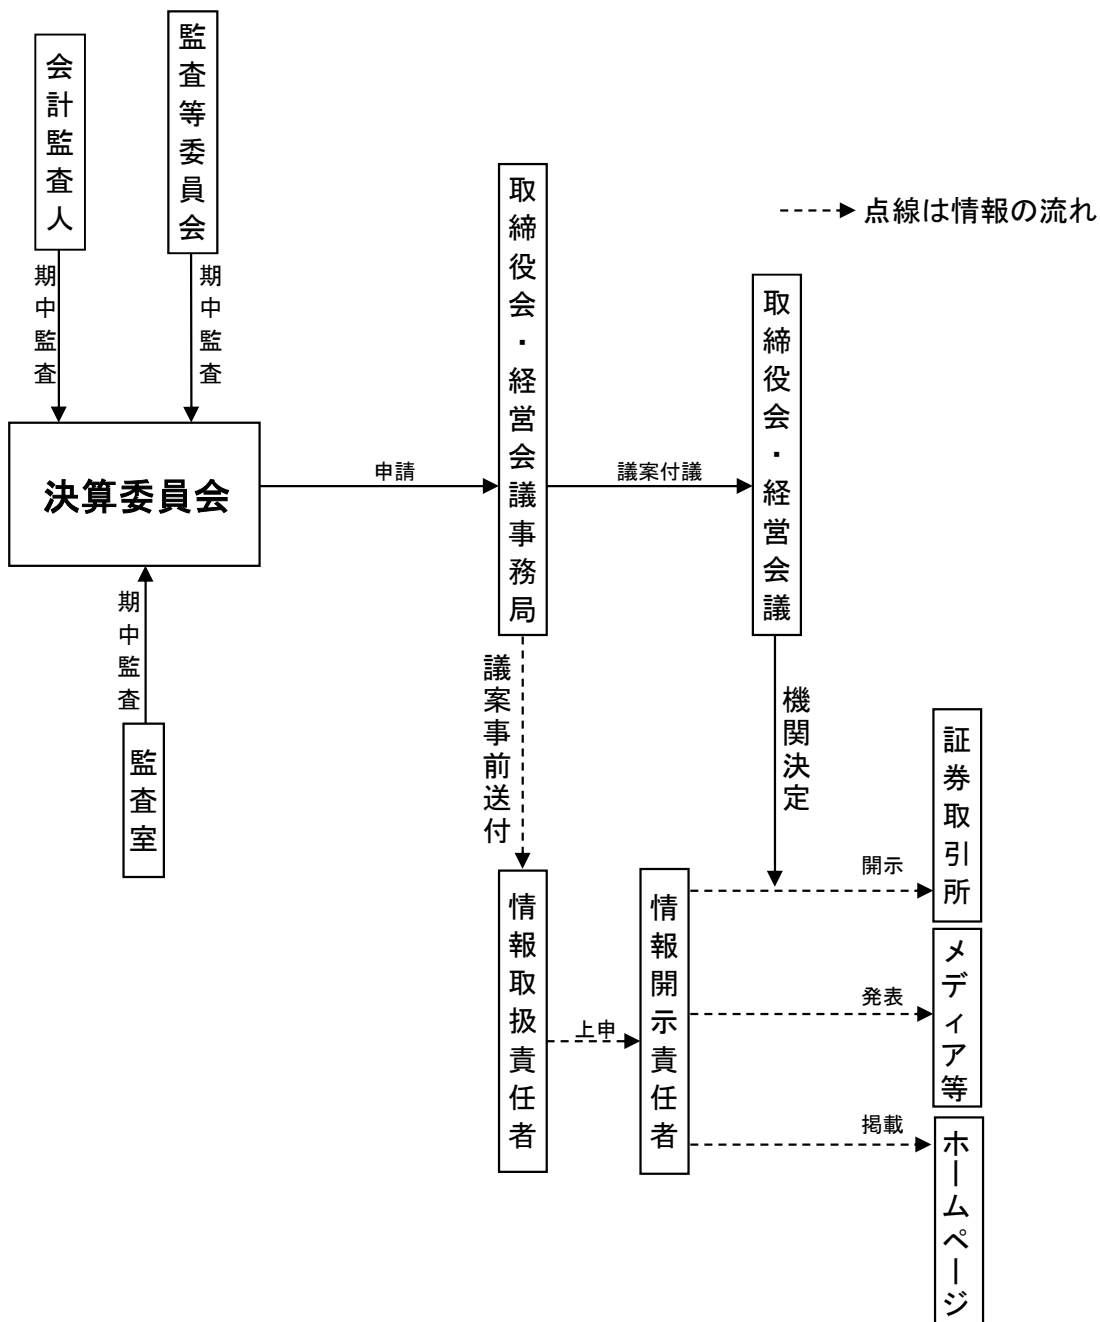 会計監査人
監査等委員会
期中監査
期中監査
決算委員会
期中監査
監査室
申請
取締役会・経営会議事務局
議案付議
取締役会・経営会議
点線は情報の流れ
議案事前送付
機関決定
情報取扱責任者
上申
情報開示責任者
開示
証券取引所
発表
メディア等
掲載
ホームページ